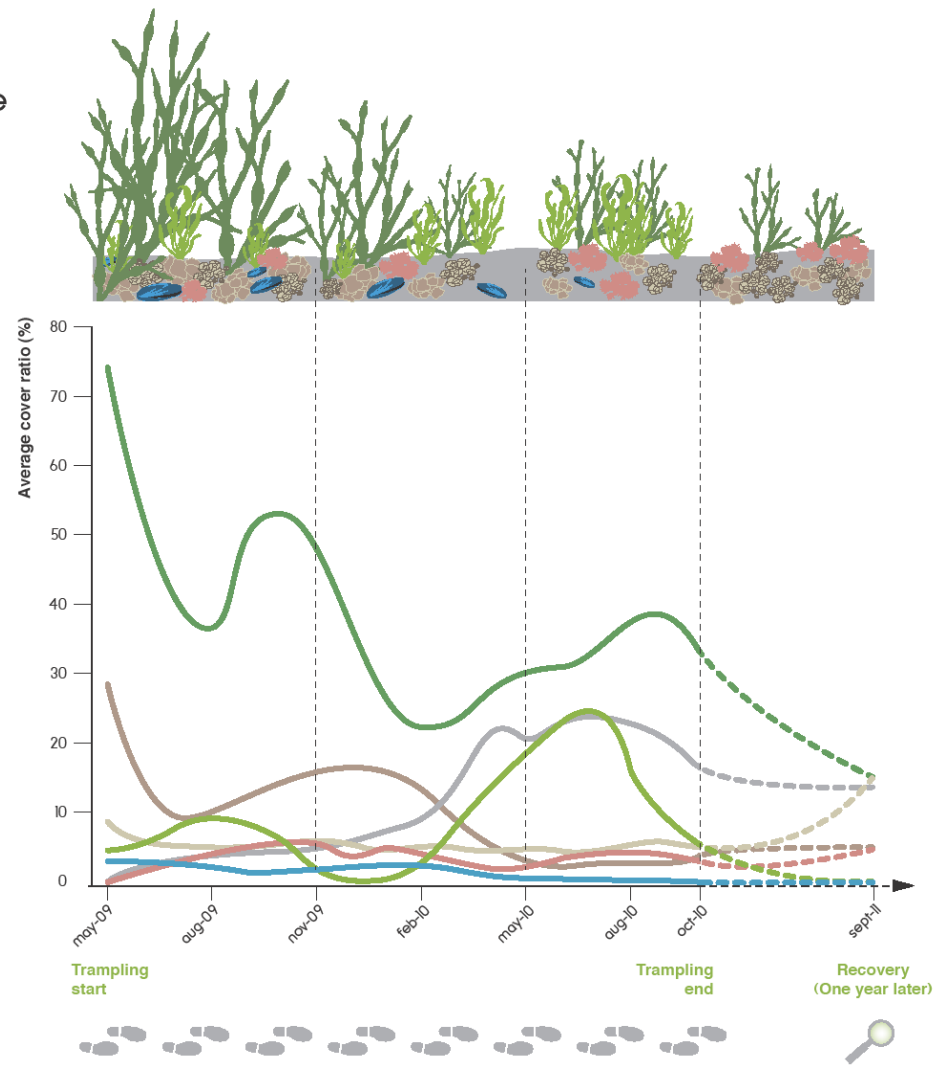 e
Average cover ratio (%)
80
70
60
50
40
30
20
10
0
may-09
aug-09
nov-09
feb-10
may-10
aug-10
oct-10
sept-11
Trampling
start
Trampling
end
Recovery
(One year later)